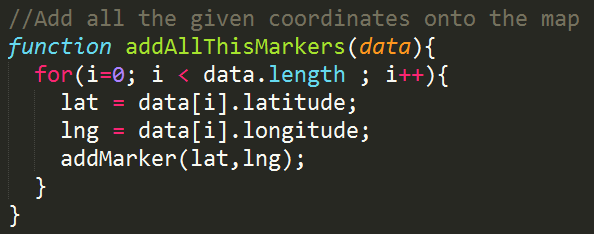 //Add all the given coordinates onto the map
function addAllThisMarkers(data){
  for(i=0; i < data.length ; i++){
    lat = data[i].latitude;
    lng = data[i].longitude;
    addMarker(lat,lng);
  }
}